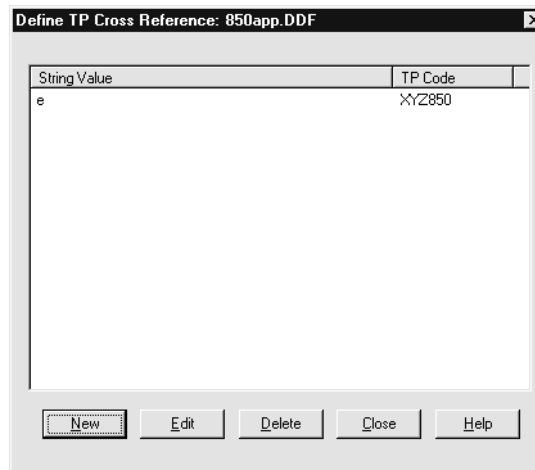 Define TP Cross Reference: 850app.DDF
String Value TP Code
e XYZ850
New Edit Delete Close Help